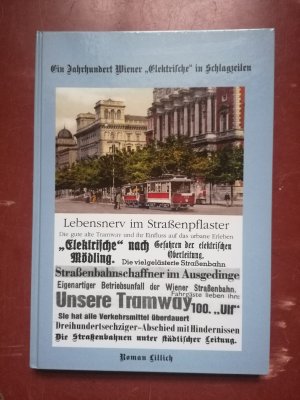 Ein Jahrhundert Wiener „Elektrische“ in Schlagzeilen
Lebensnerv im Straßenpflaster
Die gute alte Tramway und ihr Einfluss auf das urbane Erleben
„Elektrische“ nach Mödling.
Gefahren der elektrischen Oberleitung.
Die vielgelästerte Straßenbahn
Straßenbahnschaffner im Ausgedinge
Eigenartiger Betriebsunfall der Wiener Straßenbahn.
Fahrgäste lieben ihn:
Unsere Tramway
100. „Ulf“
Sie hat alle Verkehrsmittel überdauert
Dreihundertsechziger-Abschied mit Hindernissen
Die Straßenbahnen unter städtischer Leitung.
Roman Lillich